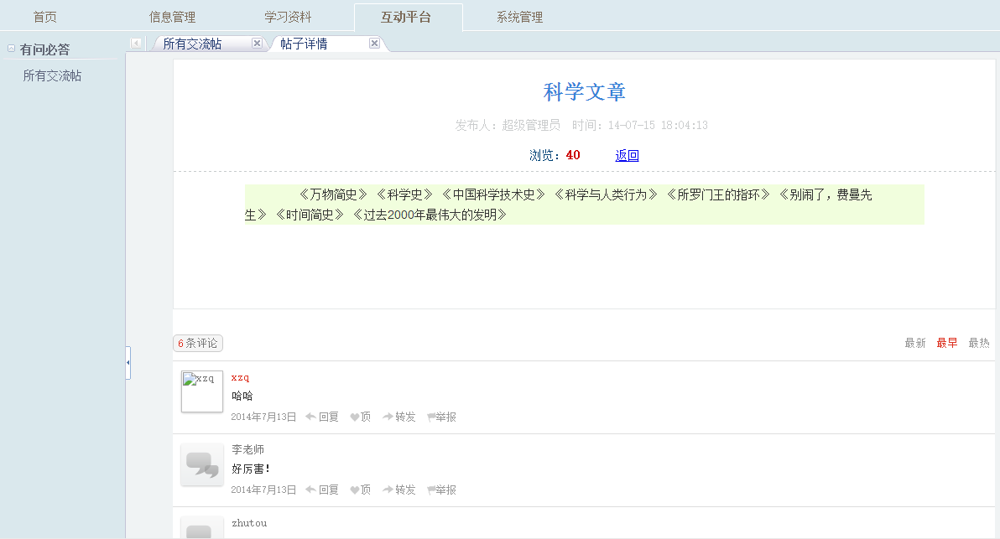 首页 信息管理 学习资料 互动平台 系统管理
有问必答
所有交流帖
所有交流帖 帖子详情
科学文章
发布人：超级管理员 时间：14-07-15 18:04:13
浏览：40 返回
《万物简史》《科学史》《中国科学技术史》《科学与人类行为》《所罗门王的指环》《别闹了，费曼先
生》《时间简史》《过去2000年最伟大的发明》
6条评论 最新 最早 最热
xzq xzq
哈哈
2014年7月13日 回复 顶 转发 举报
李老师
好厉害！
2014年7月13日 回复 顶 转发 举报
zhutou